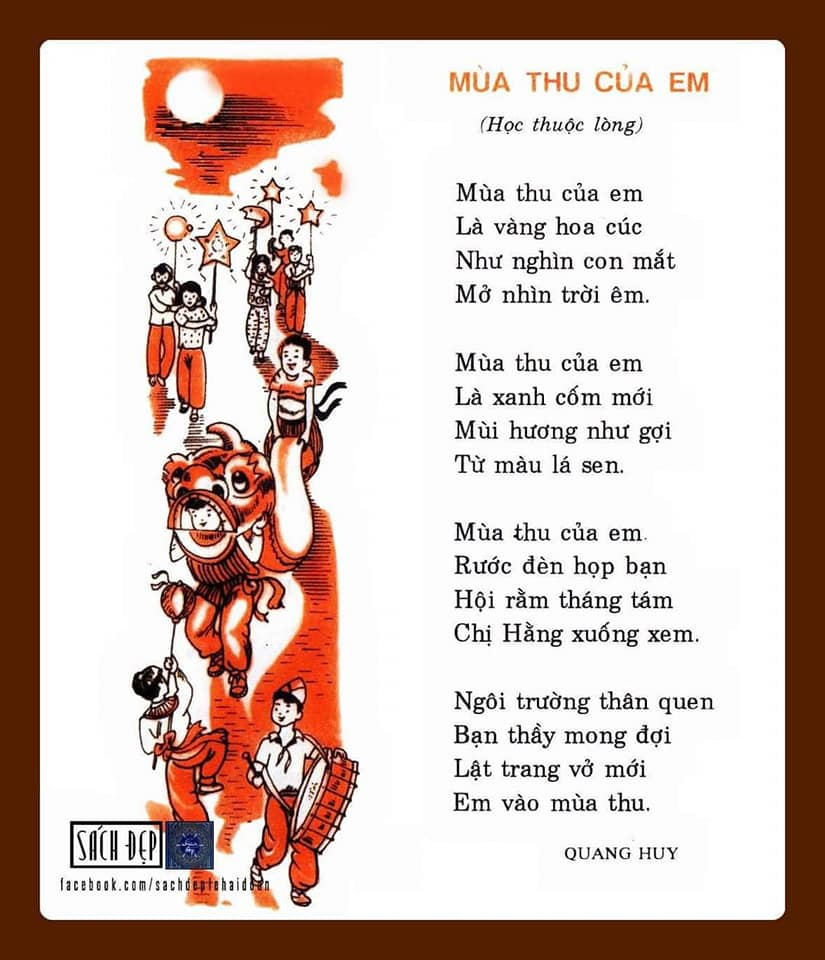 MÙA THU CỦA EM
(Học thuộc lòng)
Mùa thu của em
Là vàng hoa cúc
Như nghìn con mắt
Mở nhìn trời êm.
Mùa thu của em
Là xanh cốm mới
Mùi hương như gợi
Từ màu lá sen.
Mùa thu của em.
Rước đèn họp bạn
Hội rằm tháng tám
Chị Hằng xuống xem.
Ngôi trường thân quen
Bạn thầy mong đợi
Lật trang vở mới
Em vào mùa thu.
QUANG HUY
SÁCH ĐẸP